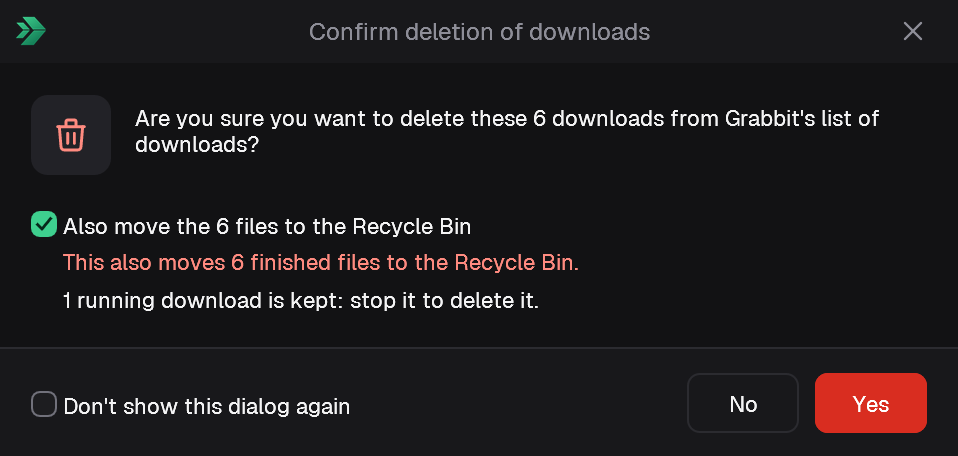 Confirm deletion of downloads
Are you sure you want to delete these 6 downloads from Grabbit's list of
downloads?
Also move the 6 files to the Recycle Bin
This also moves 6 finished files to the Recycle Bin.
1 running download is kept: stop it to delete it.
Don't show this dialog again
No
Yes